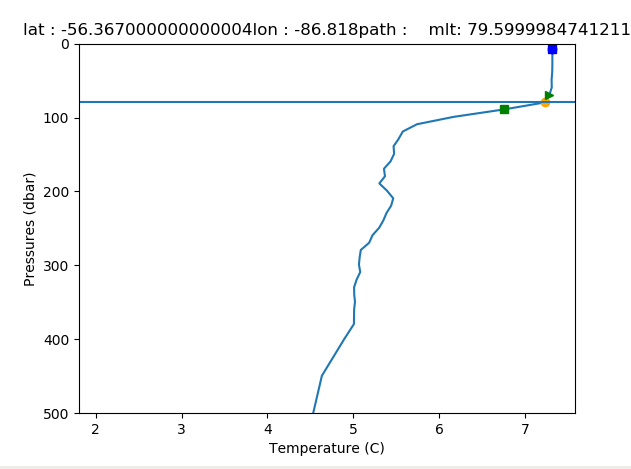 lat : -56.367000000000004lon : -86.818path :    mlt: 79.5999984741211
0
100
200
300
400
500
Pressures (dbar)
2 3 4 5 6 7
Temperature (C)